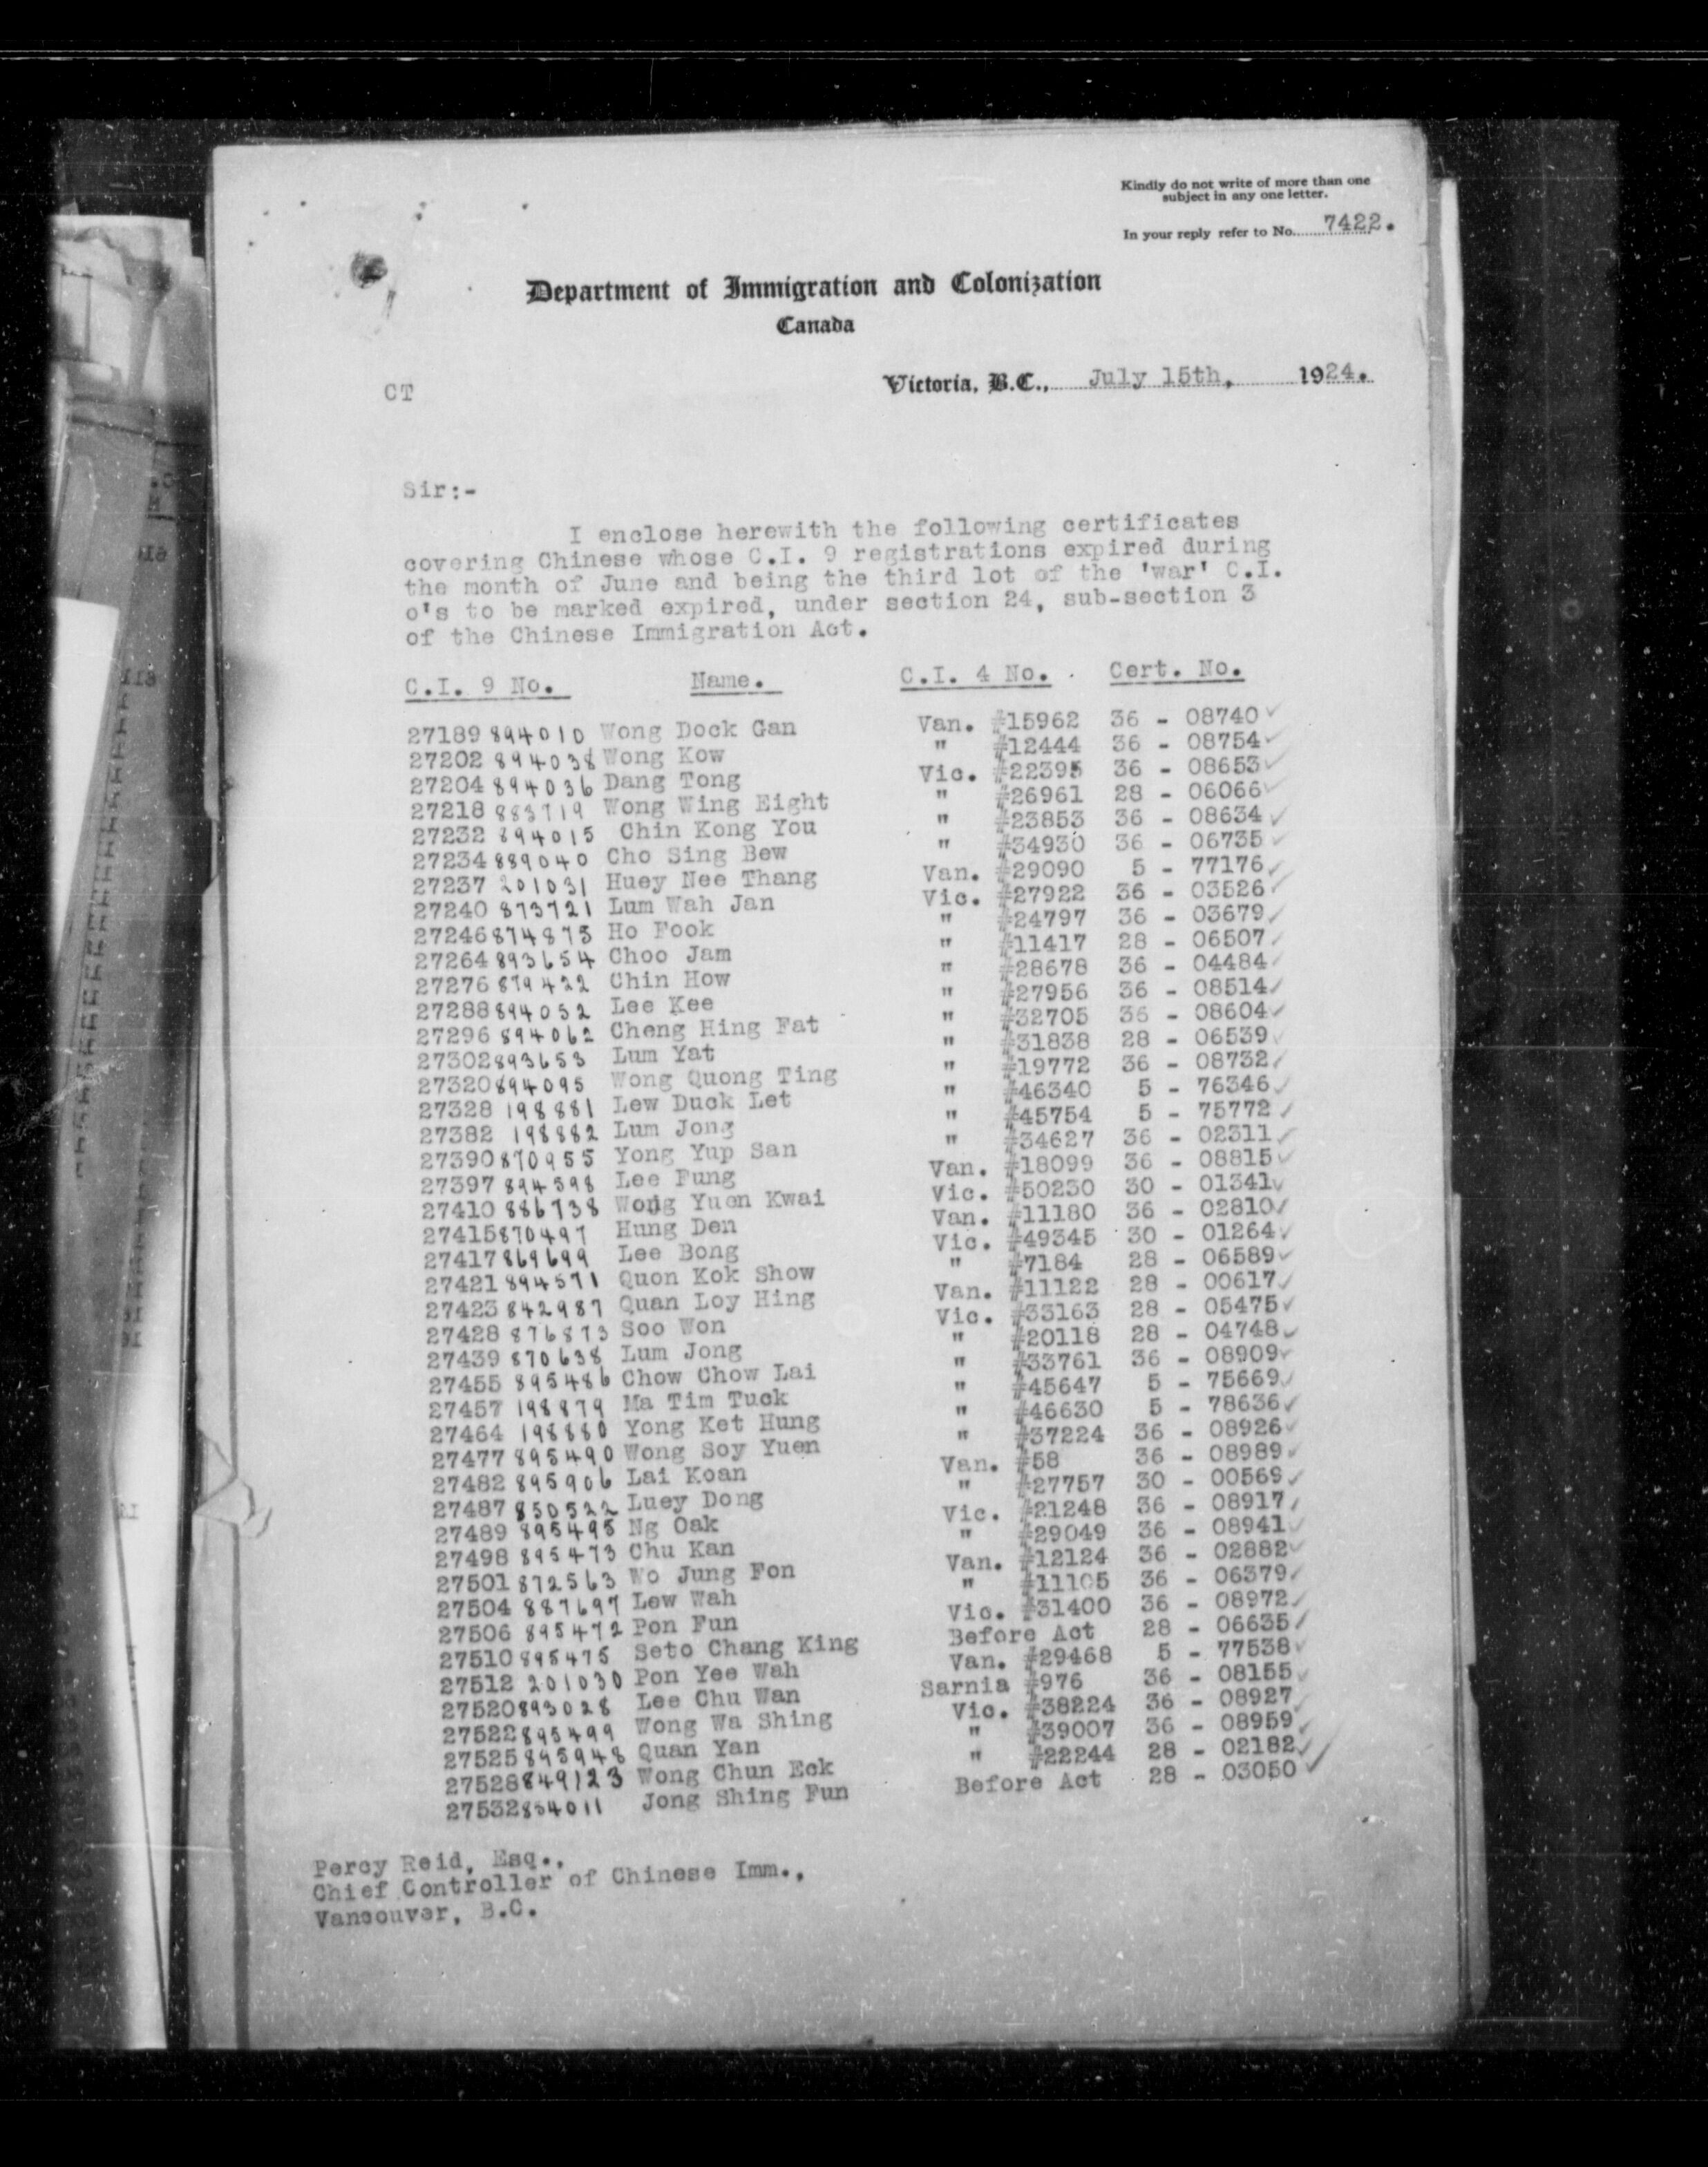 Kindly do not write of more than one
subject in any one letter.
In your reply refer to No. 7422.
Department of Immigration and Colonization
Canada
CT
Victoria, B.C., July 15th, 1924.
Sir:-
I enclose herewith the following certificates
covering Chinese whose C.I. 9 registrations expired during
the month of June and being the third lot of the 'war' C.I.
o's to be marked expired, under section 24, sub-section 3
of the Chinese Immigration Act.
C.I. 9 No. Name. C.I. 4 No. Cert. No.
27189 894010 Wong Dock Gan Van. #15962 36 - 08740 ✓
27202 894038 Wong Kow " #12444 36 - 08754 ✓
27204 894036 Dang Tong Vic. #22395 36 - 08653 ✓
27218 883719 Wong Wing Eight " #26961 28 - 06066 ✓
27232 894015 Chin Kong You " #23853 36 - 08634 ✓
27234 889040 Cho Sing Bew " #34930 36 - 06735 ✓
27237 201031 Huey Nee Thang Van. #29090 5 - 77176 ✓
27240 873721 Lum Wah Jan Vic. #27922 36 - 03526 ✓
27246 874875 Ho Fook " #24797 36 - 03679 ✓
27264 893654 Choo Jam " #11417 28 - 06507 ✓
27276 879422 Chin How " #28678 36 - 04484 ✓
27288 894052 Lee Kee " #27956 36 - 08514 ✓
27296 894062 Cheng Hing Fat " #32705 36 - 08604 ✓
27302 893653 Lum Yat " #31838 28 - 06539 ✓
27320 894095 Wong Quong Ting " #19772 36 - 08732 ✓
27328 198881 Lew Duck Let " #46340 5 - 76346 ✓
27382 198882 Lum Jong " #45754 5 - 75772 ✓
27390 870955 Yong Yup San " #34627 36 - 02311 ✓
27397 894598 Lee Fung Van. #18099 36 - 08815 ✓
27410 886738 Wong Yuen Kwai Vic. #50230 30 - 01341 ✓
27415 870497 Hung Den Van. #11180 36 - 02810 ✓
27417 869699 Lee Bong Vic. #49345 30 - 01264 ✓
27421 894571 Quon Kok Show " #7184 28 - 06589 ✓
27423 842987 Quan Loy Hing Van. #11122 28 - 00617 ✓
27428 876873 Soo Won Vic. #33163 28 - 05475 ✓
27439 870638 Lum Jong " #20118 28 - 04748 ✓
27455 895486 Chow Chow Lai " #33761 36 - 08909 ✓
27457 198879 Ma Tim Tuck " #45647 5 - 75669 ✓
27464 198880 Yong Ket Hung " #46630 5 - 78636 ✓
27477 895490 Wong Soy Yuen " #37224 36 - 08926 ✓
27482 895906 Lai Koan Van. #58 36 - 08989 ✓
27487 850522 Luey Dong " #27757 30 - 00569 ✓
27489 895495 Ng Oak Vic. #21248 36 - 08917 ✓
27498 895473 Chu Kan " #29049 36 - 08941 ✓
27501 872563 Wo Jung Fon Van. #12124 36 - 02882 ✓
27504 887697 Lew Wah " #11105 36 - 06379 ✓
27506 895472 Pon Fun Vic. #31400 36 - 08972 ✓
27510 895475 Seto Chang King Before Act 28 - 06635 ✓
27512 201030 Pon Yee Wah Van. #29468 5 - 77538 ✓
27520 893028 Lee Chu Wan Sarnia #976 36 - 08155 ✓
27522 895499 Wong Wa Shing Vic. #38224 36 - 08927 ✓
27525 895948 Quan Yan " #39007 36 - 08959 ✓
27528 849123 Wong Chun Eck " #22244 28 - 02182 ✓
27532 854011 Jong Shing Fun Before Act 28 - 03050 ✓
Percy Reid, Esq.,
Chief Controller of Chinese Imm.,
Vancouver, B.C.